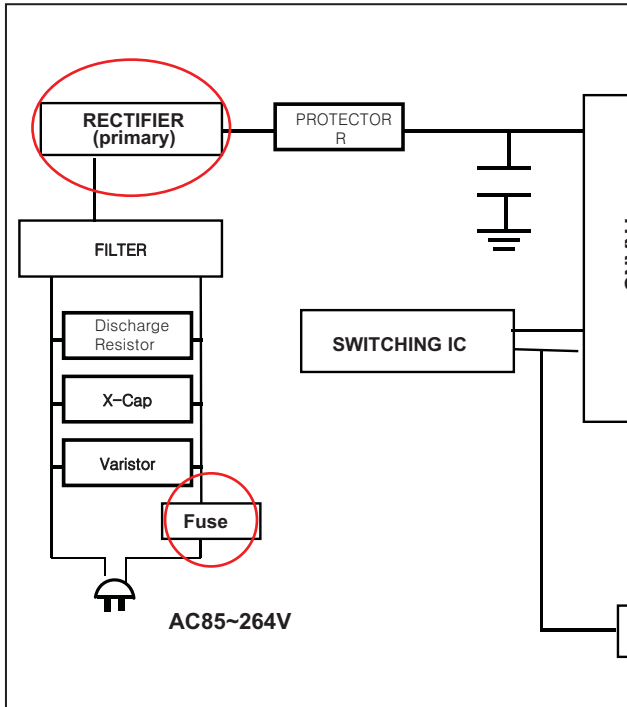 RECTIFIER
(primary)
PROTECTOR
R
FILTER
Discharge
Resistor
X-Cap
Varistor
Fuse
SWITCHING IC
AC85~264V